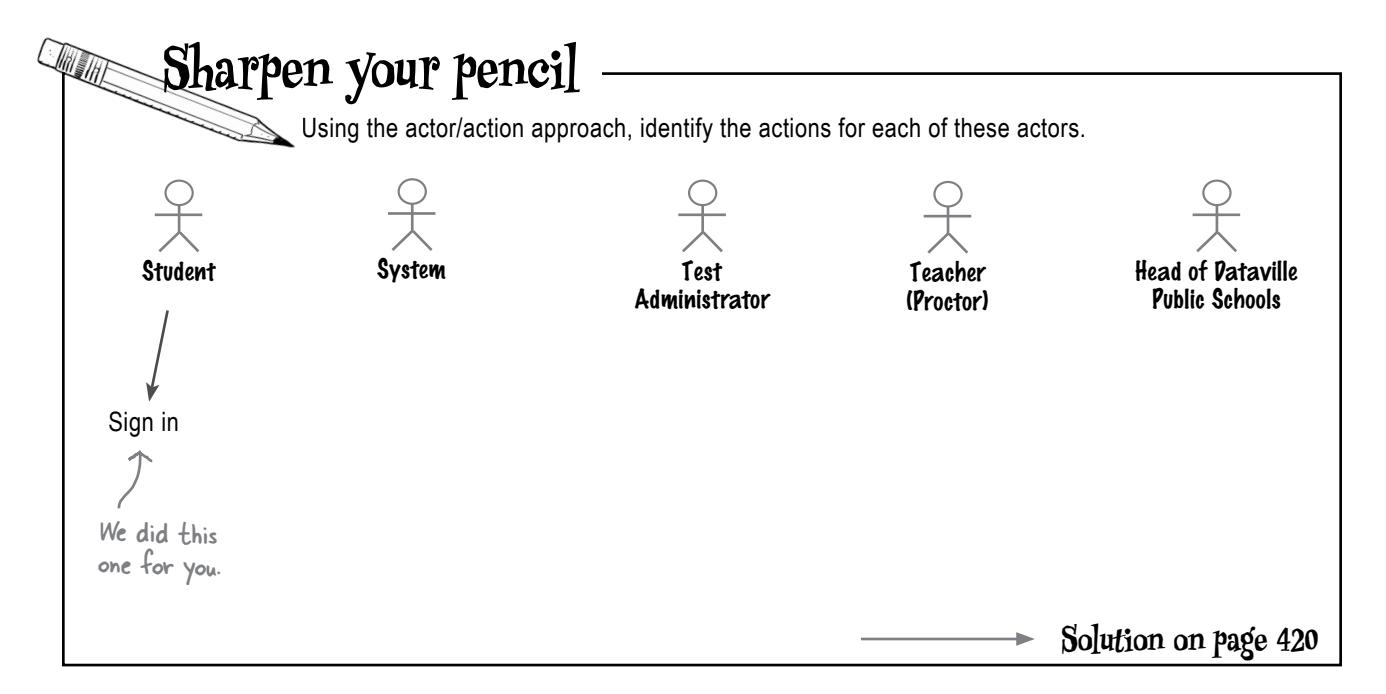 Sharpen your pencil
Using the actor/action approach, identify the actions for each of these actors.
Student
System
Test
Administrator
Teacher
(Proctor)
Head of Dataville
Public Schools
Sign in
We did this
one for you.
Solution on page 420